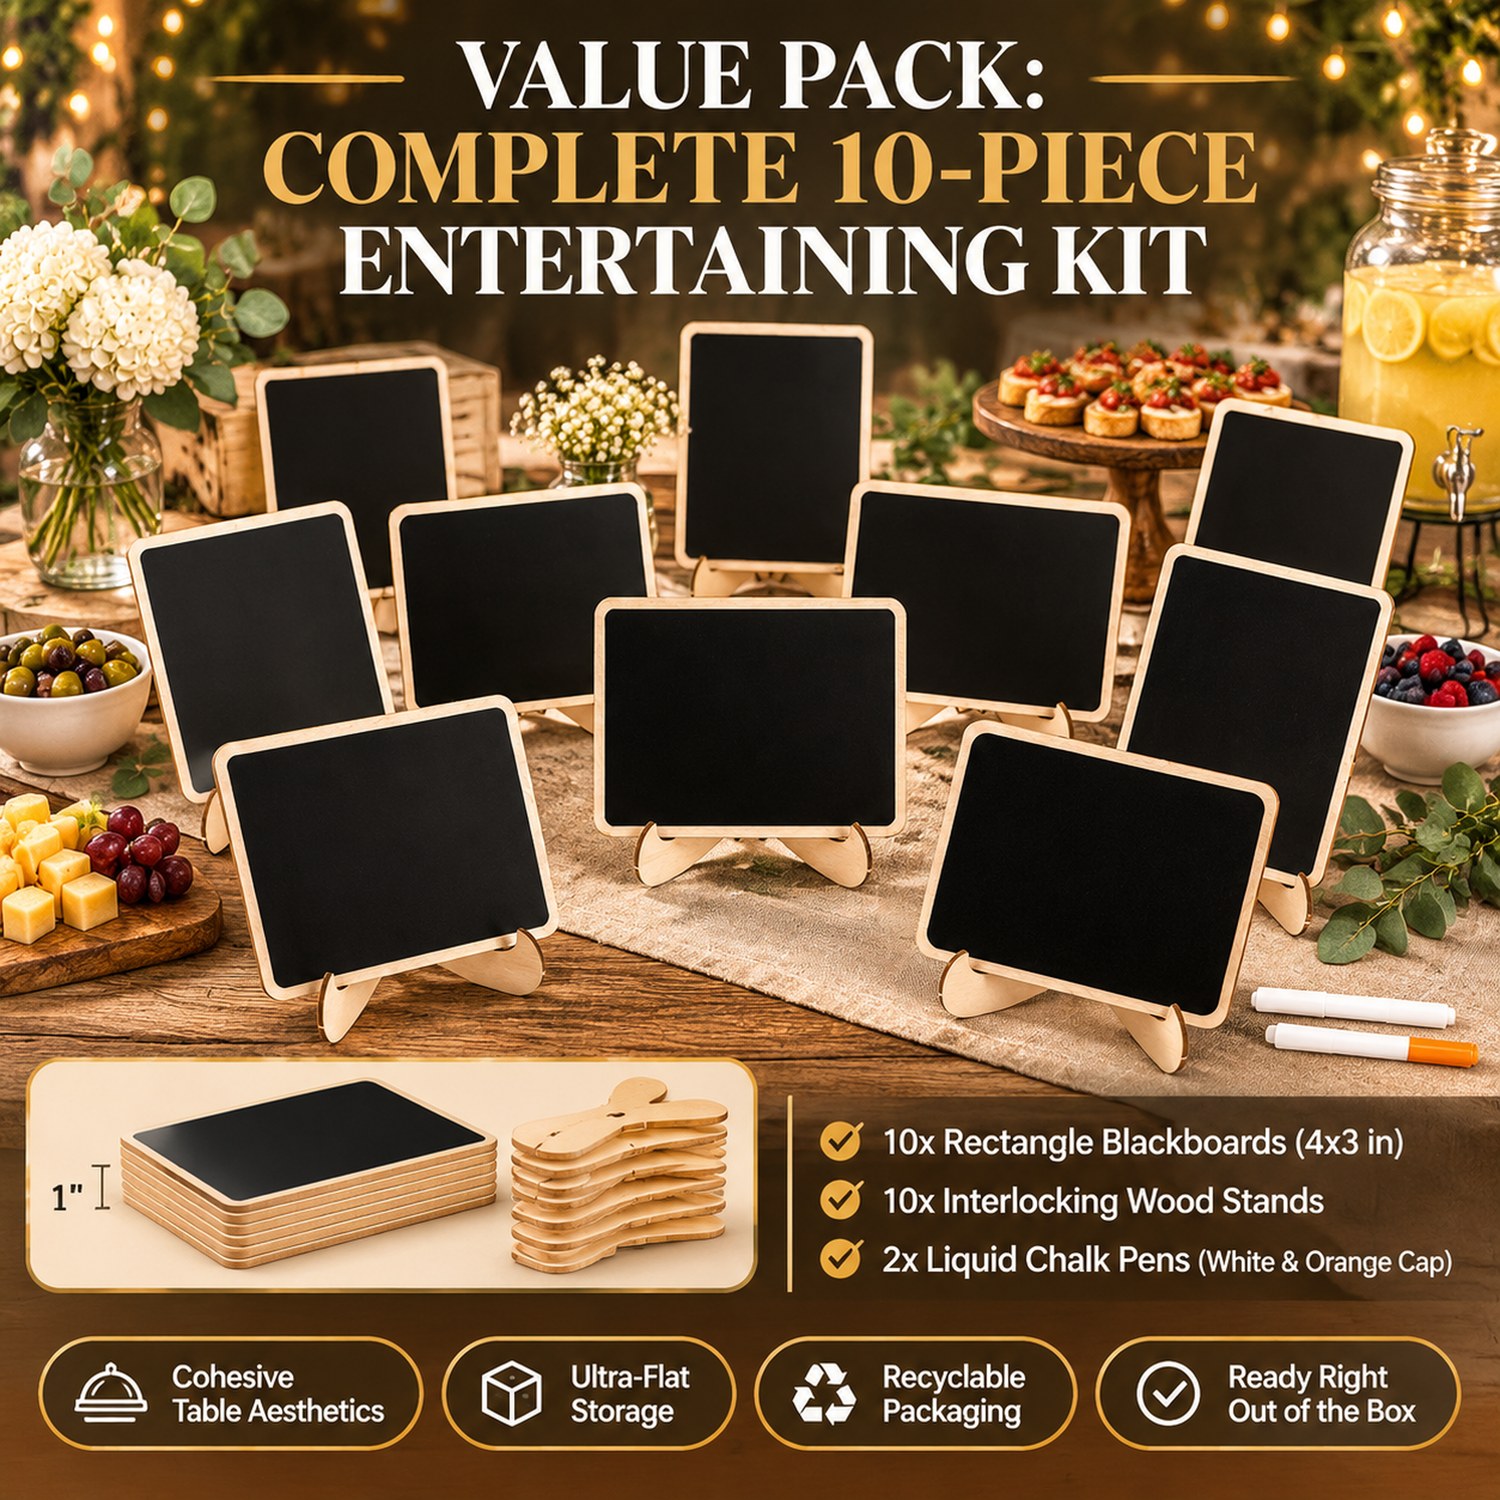 VALUE PACK:
COMPLETE 10-PIECE
ENTERTAINING KIT
1"
10x Rectangle Blackboards (4x3 in)
10x Interlocking Wood Stands
2x Liquid Chalk Pens (White & Orange Cap)
Cohesive
Table Aesthetics
Ultra-Flat
Storage
Recyclable
Packaging
Ready Right
Out of the Box